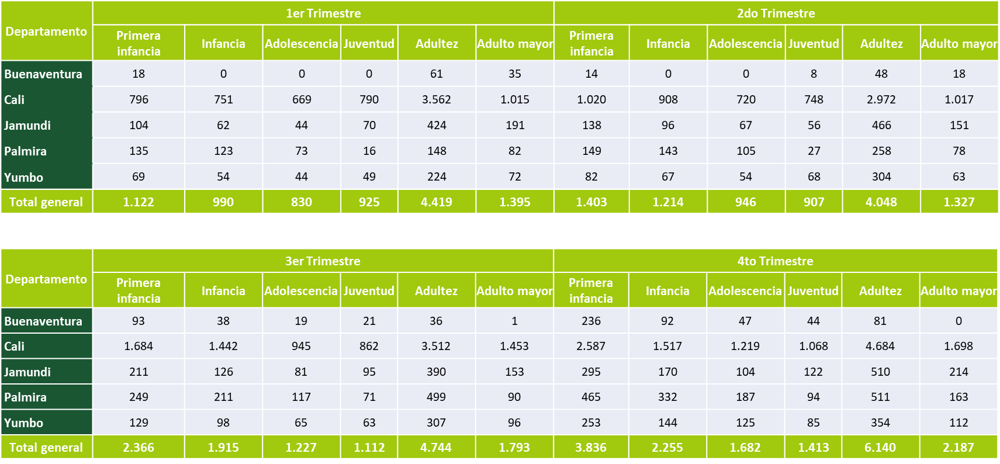 Departamento 1er Trimestre 2do Trimestre
Primera infancia Infancia Adolescencia Juventud Adultez Adulto mayor Primera infancia Infancia Adolescencia Juventud Adultez Adulto mayor
Buenaventura 18 0 0 0 61 35 14 0 0 8 48 18
Cali 796 751 669 790 3.562 1.015 1.020 908 720 748 2.972 1.017
Jamundi 104 62 44 70 424 191 138 96 67 56 466 151
Palmira 135 123 73 16 148 82 149 143 105 27 258 78
Yumbo 69 54 44 49 224 72 82 67 54 68 304 63
Total general 1.122 990 830 925 4.419 1.395 1.403 1.214 946 907 4.048 1.327
Departamento 3er Trimestre 4to Trimestre
Primera infancia Infancia Adolescencia Juventud Adultez Adulto mayor Primera infancia Infancia Adolescencia Juventud Adultez Adulto mayor
Buenaventura 93 38 19 21 36 1 236 92 47 44 81 0
Cali 1.684 1.442 945 862 3.512 1.453 2.587 1.517 1.219 1.068 4.684 1.698
Jamundi 211 126 81 95 390 153 295 170 104 122 510 214
Palmira 249 211 117 71 499 90 465 332 187 94 511 163
Yumbo 129 98 65 63 307 96 253 144 125 85 354 112
Total general 2.366 1.915 1.227 1.112 4.744 1.793 3.836 2.255 1.682 1.413 6.140 2.187